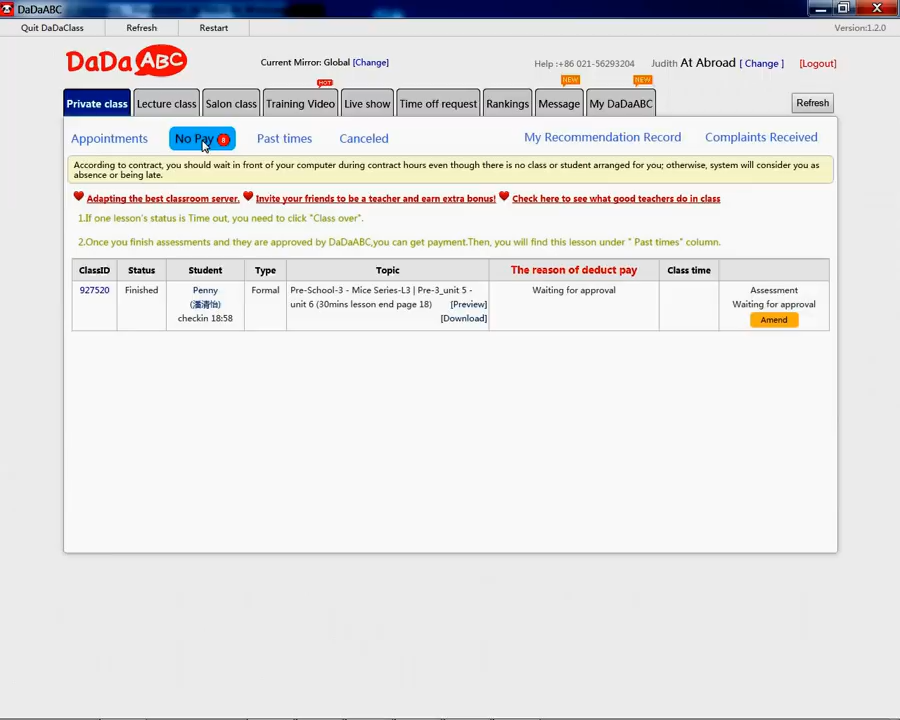 DaDaABC
Quit DaDaClass Refresh Restart Version:1.2.0
DaDa ABC
Current Mirror: Global [Change]
Help :+86 021-56293204 Judith At Abroad [ Change ] [Logout]
HOT NEW NEW
Private class Lecture class Salon class Training Video Live show Time off request Rankings Message My DaDaABC Refresh
Appointments No Pay 8 Past times Canceled My Recommendation Record Complaints Received
According to contract, you should wait in front of your computer during contract hours even though there is no class or student arranged for you; otherwise, system will consider you as
absence or being late.
Adapting the best classroom server. Invite your friends to be a teacher and earn extra bonus! Check here to see what good teachers do in class
1.If one lesson's status is Time out, you need to click "Class over".
2.Once you finish assessments and they are approved by DaDaABC,you can get payment.Then, you will find this lesson under " Past times" column.
ClassID Status Student Type Topic The reason of deduct pay Class time
927520 Finished Penny Formal Pre-School-3 - Mice Series-L3 | Pre-3_unit 5 - Waiting for approval Assessment
unit 6 (30mins lesson end page 18) [Preview] Waiting for approval
checkin 18:58 [Download] Amend